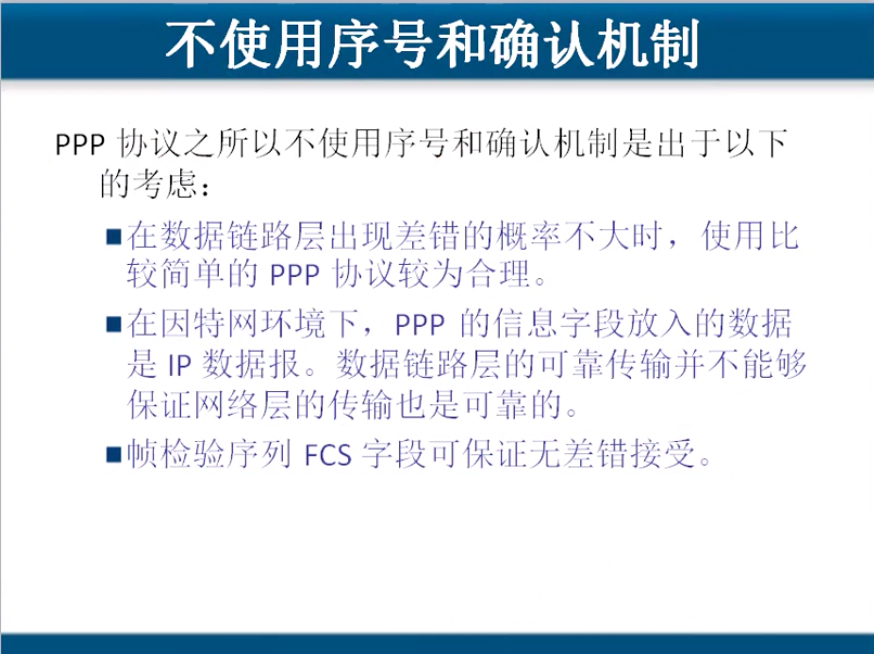 不使用序号和确认机制
PPP 协议之所以不使用序号和确认机制是出于以下
的考虑：
■在数据链路层出现差错的概率不大时，使用比
较简单的 PPP 协议较为合理。
■在因特网环境下，PPP 的信息字段放入的数据
是 IP 数据报。数据链路层的可靠传输并不能够
保证网络层的传输也是可靠的。
■帧检验序列 FCS 字段可保证无差错接受。